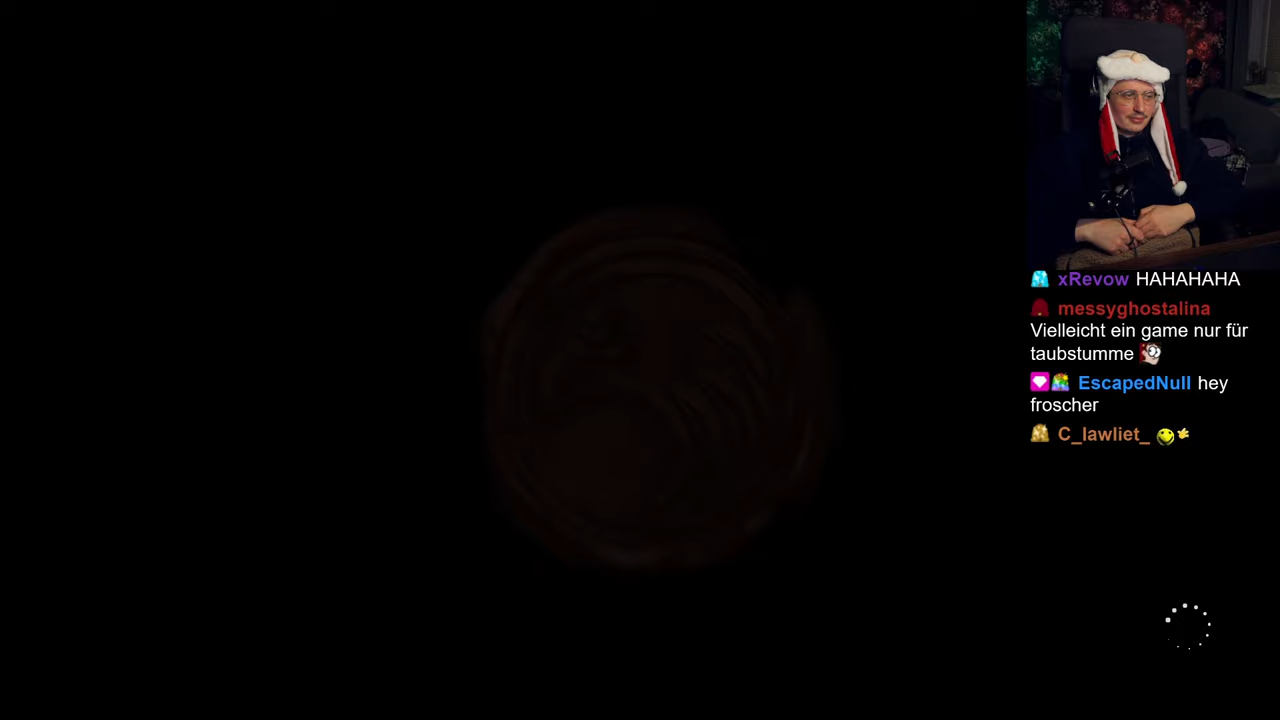 xRevow HAHAHAHA
messyghostalina
Vielleicht ein game nur für
taubstumme
EscapedNull hey
froscher
C_lawliet_